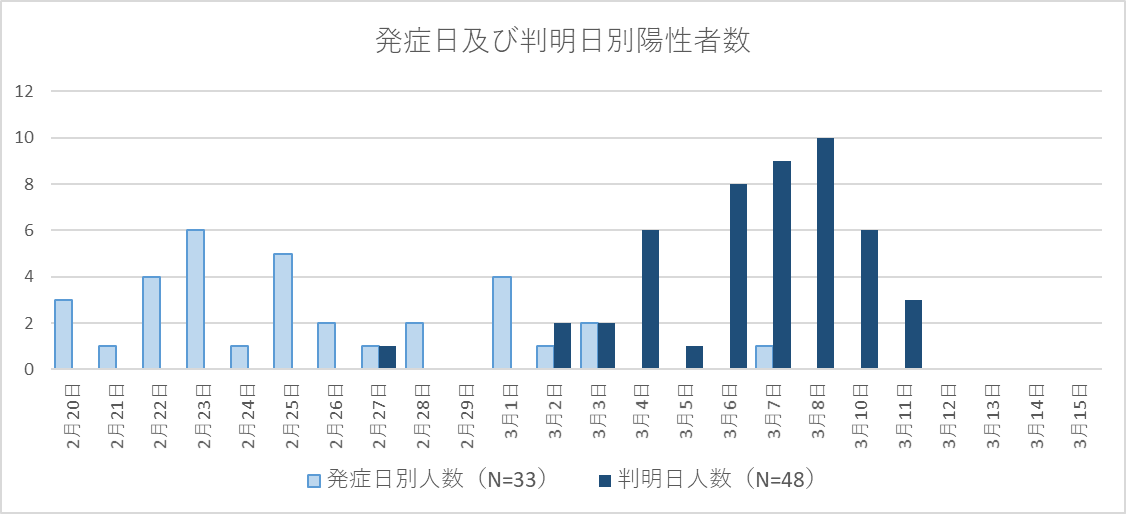 発症日及び判明日別陽性者数
12
10
8
6
4
2
0
2月20日
2月21日
2月22日
2月23日
2月24日
2月25日
2月26日
2月27日
2月28日
2月29日
3月1日
3月2日
3月3日
3月4日
3月5日
3月6日
3月7日
3月8日
3月10日
3月11日
3月12日
3月13日
3月14日
3月15日
発症日別人数（N=33） 判明日人数（N=48）